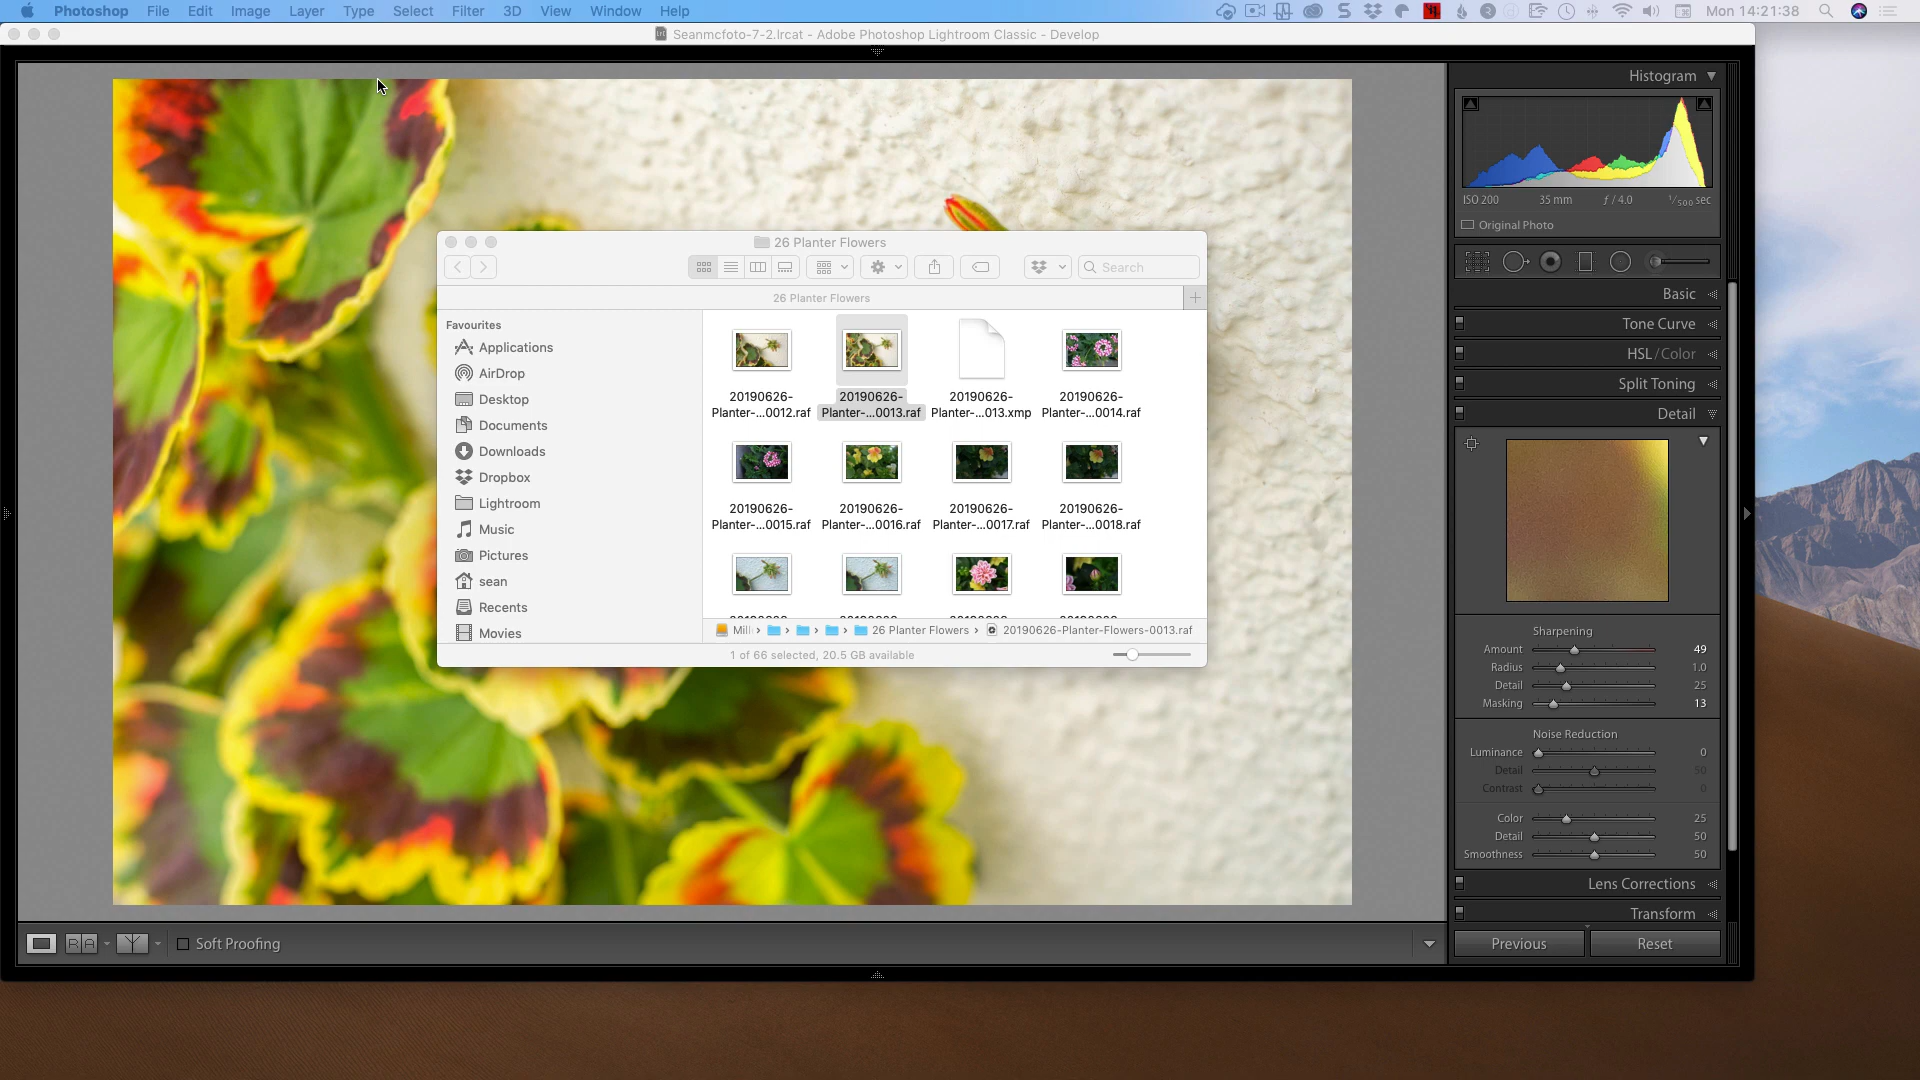 Photoshop File Edit Image Layer Type Select Filter 3D View Window Help Mon 14:21:38
Seanmcfoto-7-2.lrcat - Adobe Photoshop Lightroom Classic - Develop
Histogram
ISO 200 35 mm ƒ / 4.0 1/500 sec
Original Photo
Basic
Tone Curve
HSL / Color
Split Toning
Detail
Sharpening
Amount 49
Radius 1.0
Detail 25
Masking 13
Noise Reduction
Luminance 0
Detail 50
Contrast 0
Color 25
Detail 50
Smoothness 50
Lens Corrections
Transform
Previous Reset
26 Planter Flowers
Search
26 Planter Flowers
Favourites
Applications
AirDrop
Desktop
Documents
Downloads
Dropbox
Lightroom
Music
Pictures
sean
Recents
Movies
20190626- 20190626- 20190626- 20190626-
Planter-...0012.raf Planter-...0013.raf Planter-...013.xmp Planter-...0014.raf
20190626- 20190626- 20190626- 20190626-
Planter-...0015.raf Planter-...0016.raf Planter-...0017.raf Planter-...0018.raf
Mill › › › › 26 Planter Flowers › 20190626-Planter-Flowers-0013.raf
1 of 66 selected, 20.5 GB available
R A Y Soft Proofing